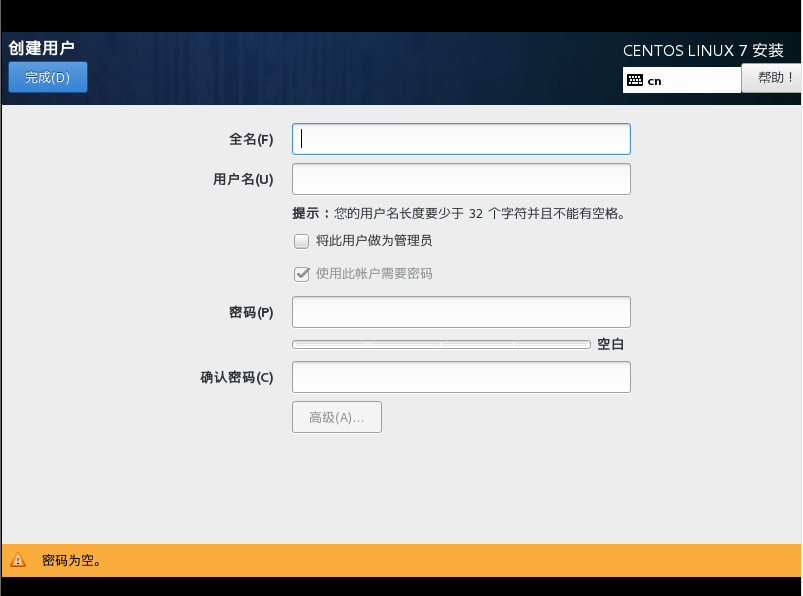 创建用户
CENTOS LINUX 7 安装
完成(D)
cn
帮助！
全名(F)
用户名(U)
提示：您的用户名长度要少于 32 个字符并且不能有空格。
将此用户做为管理员
使用此帐户需要密码
密码(P)
空白
确认密码(C)
高级(A)...
密码为空。